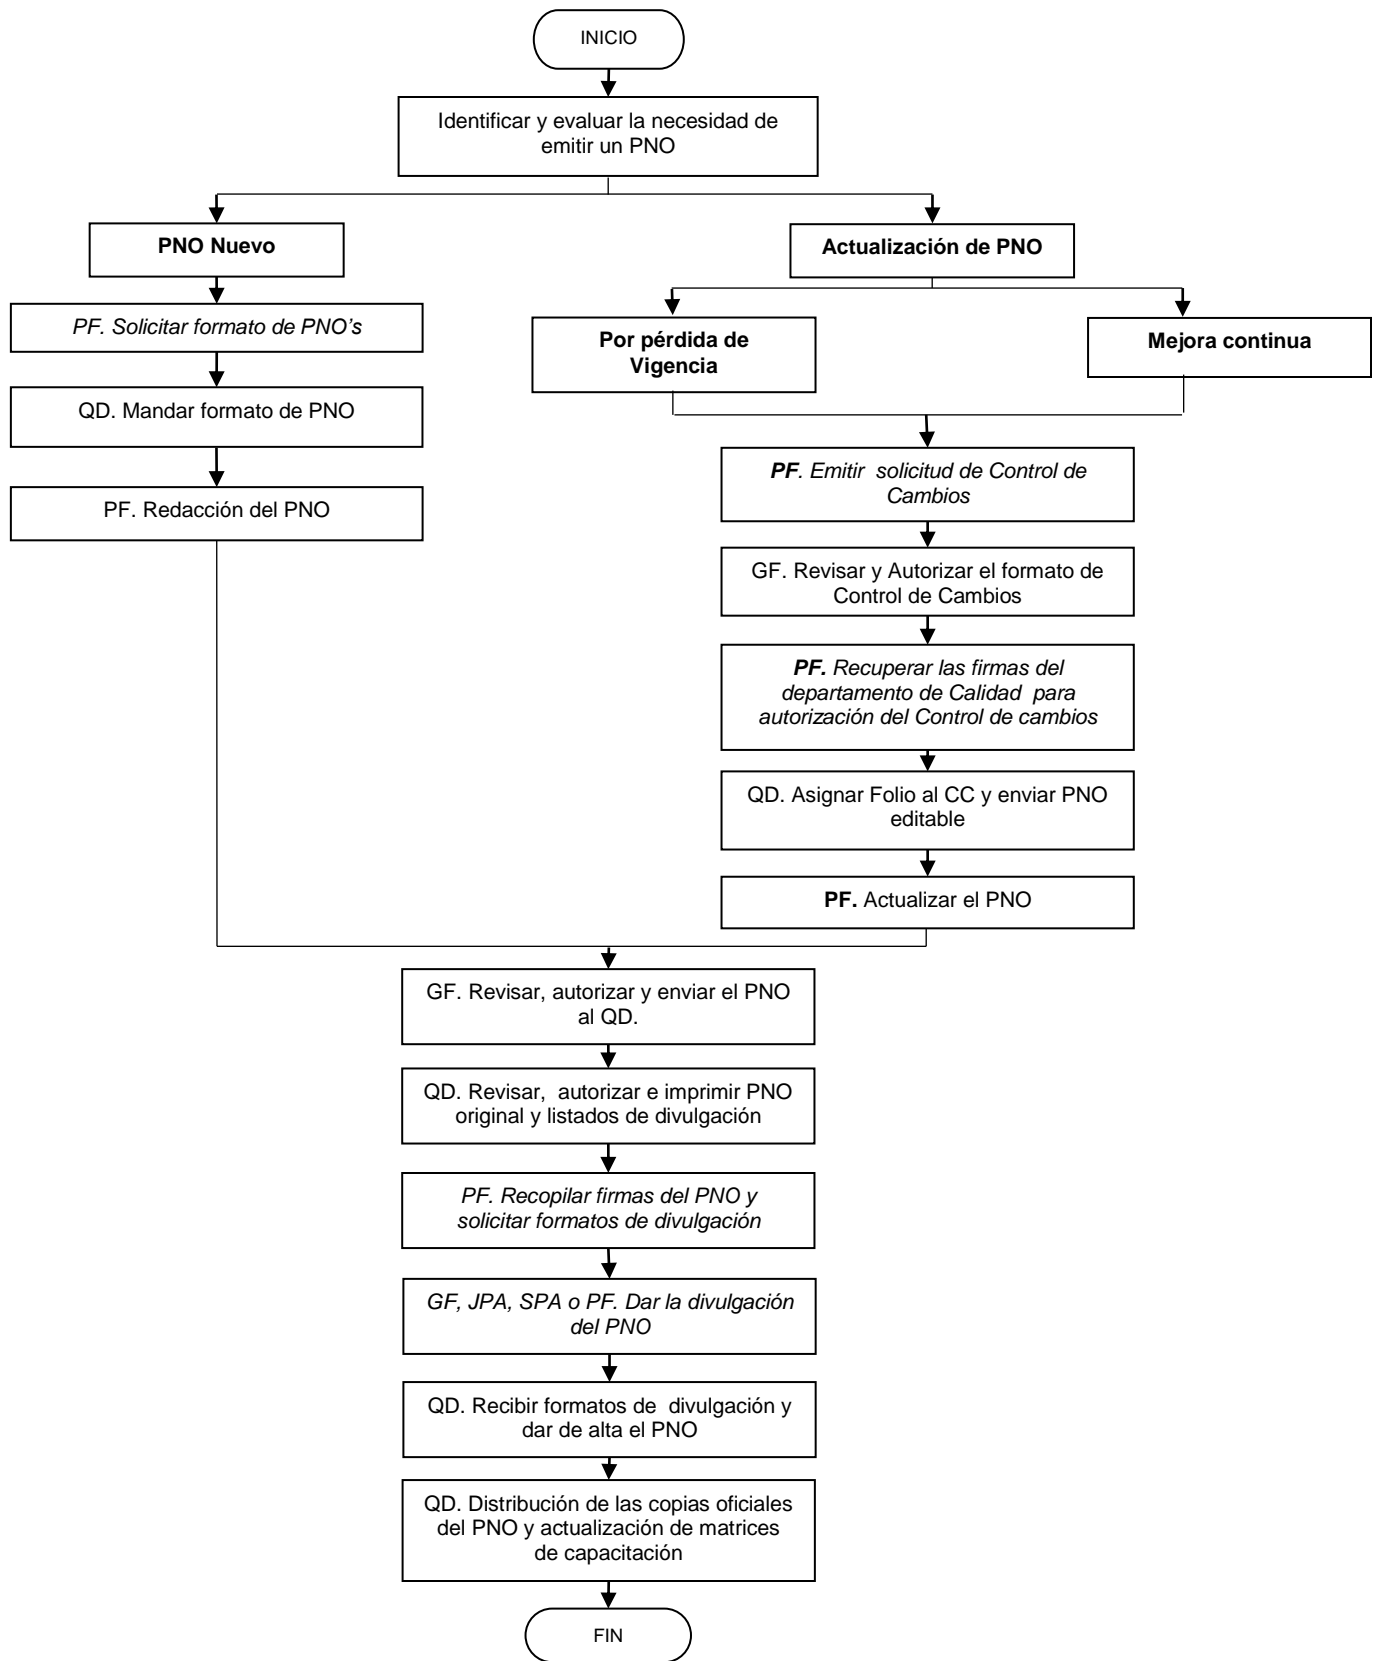 INICIO
Identificar y evaluar la necesidad de
emitir un PNO
PNO Nuevo
PF. Solicitar formato de PNO’s
QD. Mandar formato de PNO
PF. Redacción del PNO
Actualización de PNO
Por pérdida de
Vigencia
Mejora continua
PF. Emitir solicitud de Control de
Cambios
GF. Revisar y Autorizar el formato de
Control de Cambios
PF. Recuperar las firmas del
departamento de Calidad para
autorización del Control de cambios
QD. Asignar Folio al CC y enviar PNO
editable
PF. Actualizar el PNO
GF. Revisar, autorizar y enviar el PNO
al QD.
QD. Revisar, autorizar e imprimir PNO
original y listados de divulgación
PF. Recopilar firmas del PNO y
solicitar formatos de divulgación
GF, JPA, SPA o PF. Dar la divulgación
del PNO
QD. Recibir formatos de divulgación y
dar de alta el PNO
QD. Distribución de las copias oficiales
del PNO y actualización de matrices
de capacitación
FIN